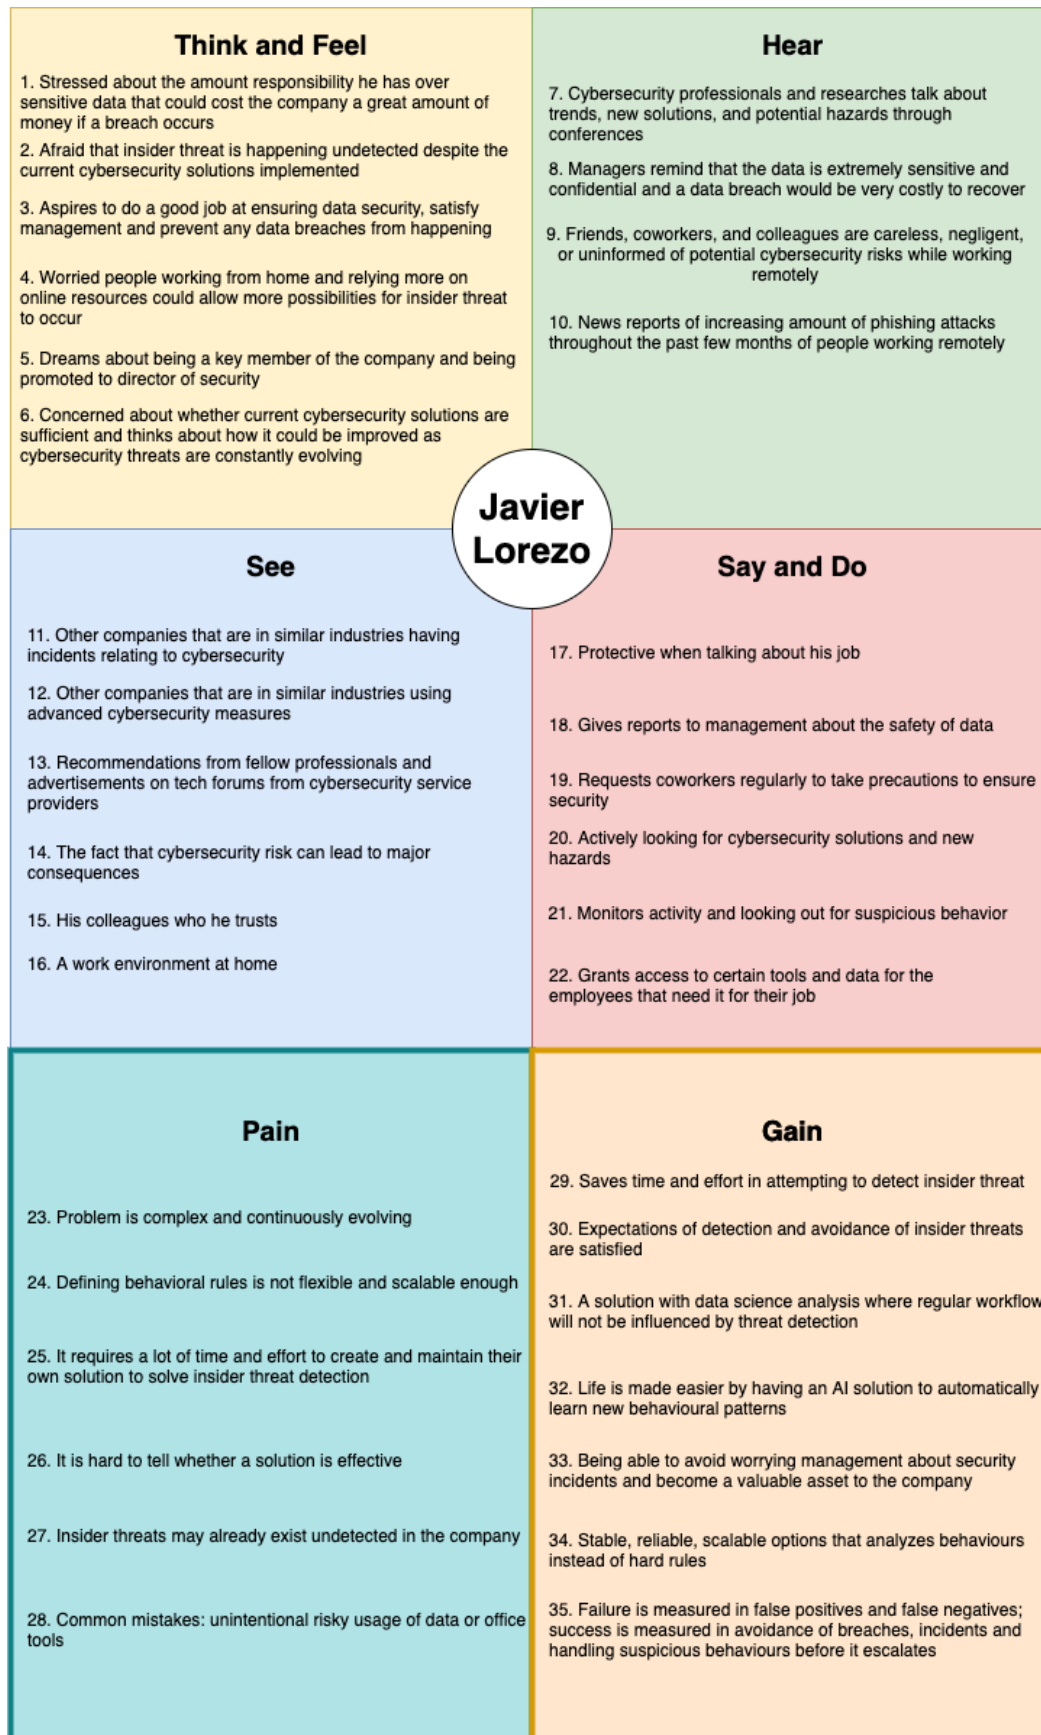 Think and Feel
1. Stressed about the amount responsibility he has over
sensitive data that could cost the company a great amount of
money if a breach occurs
2. Afraid that insider threat is happening undetected despite the
current cybersecurity solutions implemented
3. Aspires to do a good job at ensuring data security, satisfy
management and prevent any data breaches from happening
4. Worried people working from home and relying more on
online resources could allow more possibilities for insider threat
to occur
5. Dreams about being a key member of the company and being
promoted to director of security
6. Concerned about whether current cybersecurity solutions are
sufficient and thinks about how it could be improved as
cybersecurity threats are constantly evolving
Hear
7. Cybersecurity professionals and researches talk about
trends, new solutions, and potential hazards through
conferences
8. Managers remind that the data is extremely sensitive and
confidential and a data breach would be very costly to recover
9. Friends, coworkers, and colleagues are careless, negligent,
or uninformed of potential cybersecurity risks while working
remotely
10. News reports of increasing amount of phishing attacks
throughout the past few months of people working remotely
Javier
Lorezo
See
11. Other companies that are in similar industries having
incidents relating to cybersecurity
12. Other companies that are in similar industries using
advanced cybersecurity measures
13. Recommendations from fellow professionals and
advertisements on tech forums from cybersecurity service
providers
14. The fact that cybersecurity risk can lead to major
consequences
15. His colleagues who he trusts
16. A work environment at home
Say and Do
17. Protective when talking about his job
18. Gives reports to management about the safety of data
19. Requests coworkers regularly to take precautions to ensure
security
20. Actively looking for cybersecurity solutions and new
hazards
21. Monitors activity and looking out for suspicious behavior
22. Grants access to certain tools and data for the
employees that need it for their job
Pain
23. Problem is complex and continuously evolving
24. Defining behavioral rules is not flexible and scalable enough
25. It requires a lot of time and effort to create and maintain their
own solution to solve insider threat detection
26. It is hard to tell whether a solution is effective
27. Insider threats may already exist undetected in the company
28. Common mistakes: unintentional risky usage of data or office
tools
Gain
29. Saves time and effort in attempting to detect insider threat
30. Expectations of detection and avoidance of insider threats
are satisfied
31. A solution with data science analysis where regular workflow
will not be influenced by threat detection
32. Life is made easier by having an AI solution to automatically
learn new behavioural patterns
33. Being able to avoid worrying management about security
incidents and become a valuable asset to the company
34. Stable, reliable, scalable options that analyzes behaviours
instead of hard rules
35. Failure is measured in false positives and false negatives;
success is measured in avoidance of breaches, incidents and
handling suspicious behaviours before it escalates